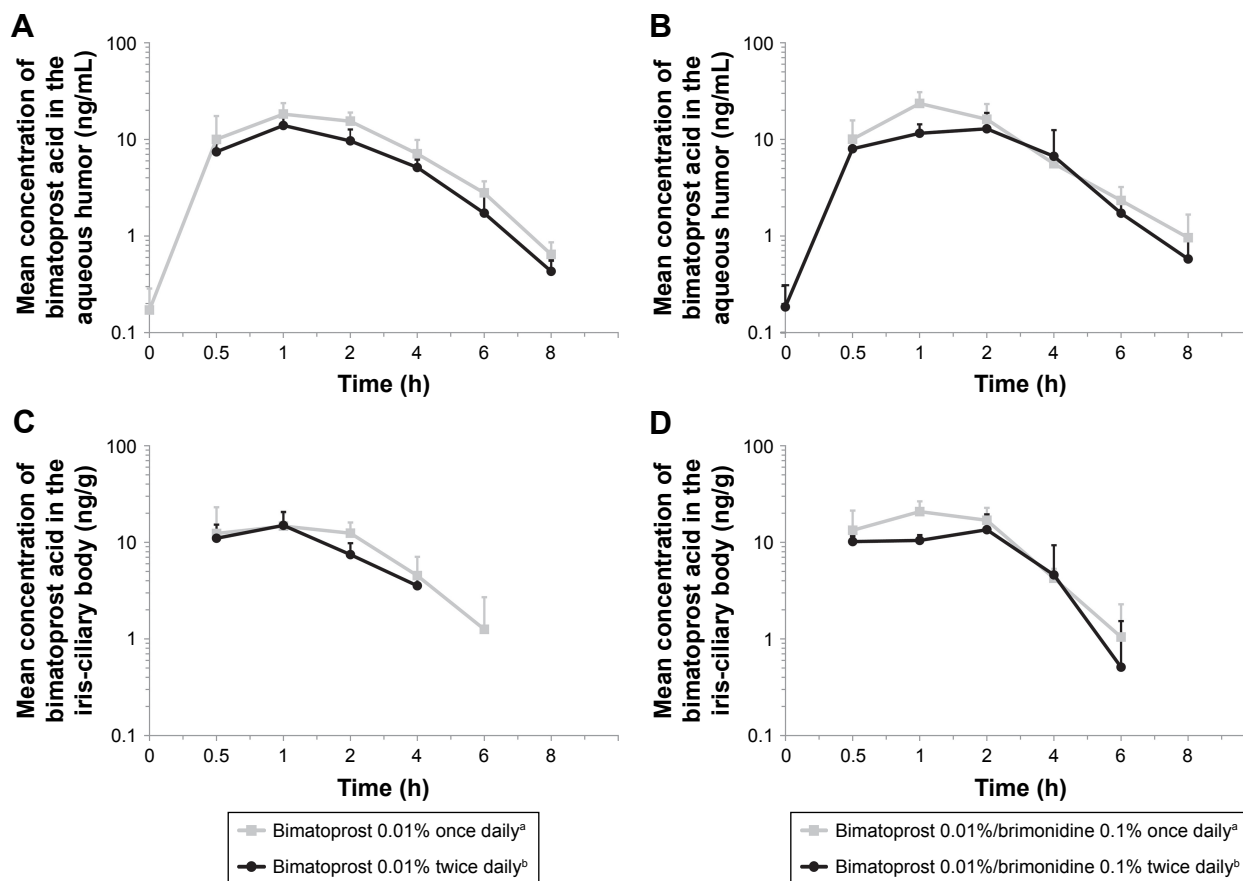 A
Mean concentration of
bimatoprost acid in the
aqueous humor (ng/mL)
100
10
1
0.1
0 0.5 1 2 4 6 8
Time (h)
B
Mean concentration of
bimatoprost acid in the
aqueous humor (ng/mL)
100
10
1
0.1
0 0.5 1 2 4 6 8
Time (h)
C
Mean concentration of
bimatoprost acid in the
iris-ciliary body (ng/g)
100
10
1
0.1
0 0.5 1 2 4 6 8
Time (h)
Bimatoprost 0.01% once dailyᵃ
Bimatoprost 0.01% twice dailyᵇ
D
Mean concentration of
bimatoprost acid in the
iris-ciliary body (ng/g)
100
10
1
0.1
0 0.5 1 2 4 6 8
Time (h)
Bimatoprost 0.01%/brimonidine 0.1% once dailyᵃ
Bimatoprost 0.01%/brimonidine 0.1% twice dailyᵇ